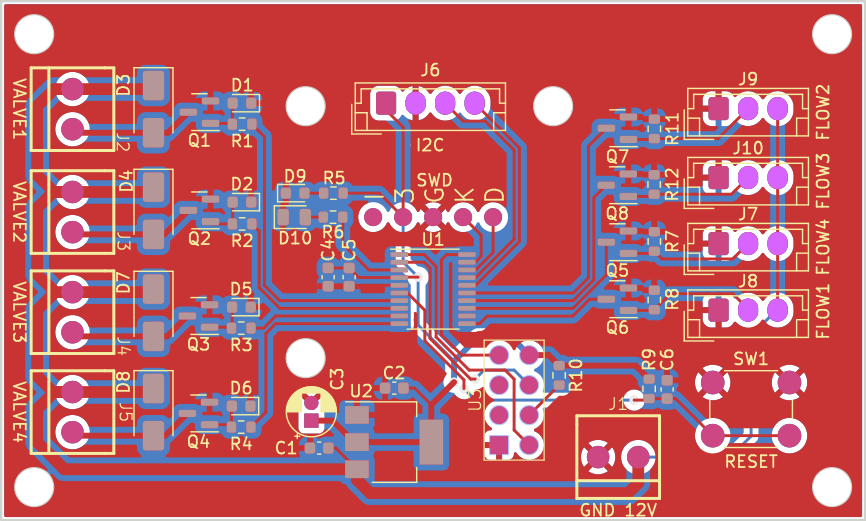 J6
J9
FLOW2
D3
D1
VALVE1
J2
Q1
R1
I2C
Q7
R11
J10
FLOW3
D4
D2
D9
R5
SWD
3
G
K
D
Q8
R12
VALVE2
J3
Q2
R2
D10
R6
U1
C4
C5
J7
FLOW4
Q5
R7
D7
D5
VALVE3
J4
Q3
R3
J8
FLOW1
Q6
R8
D8
D6
VALVE4
J5
Q4
R4
C3
U2
C2
C1
U3
R10
R9
C6
SW1
J1
RESET
GND 12V